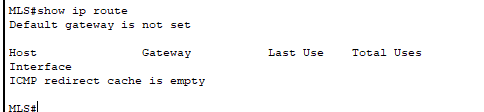 MLS#show ip route
Default gateway is not set
Host Gateway Last Use Total Uses
Interface
ICMP redirect cache is empty
MLS#